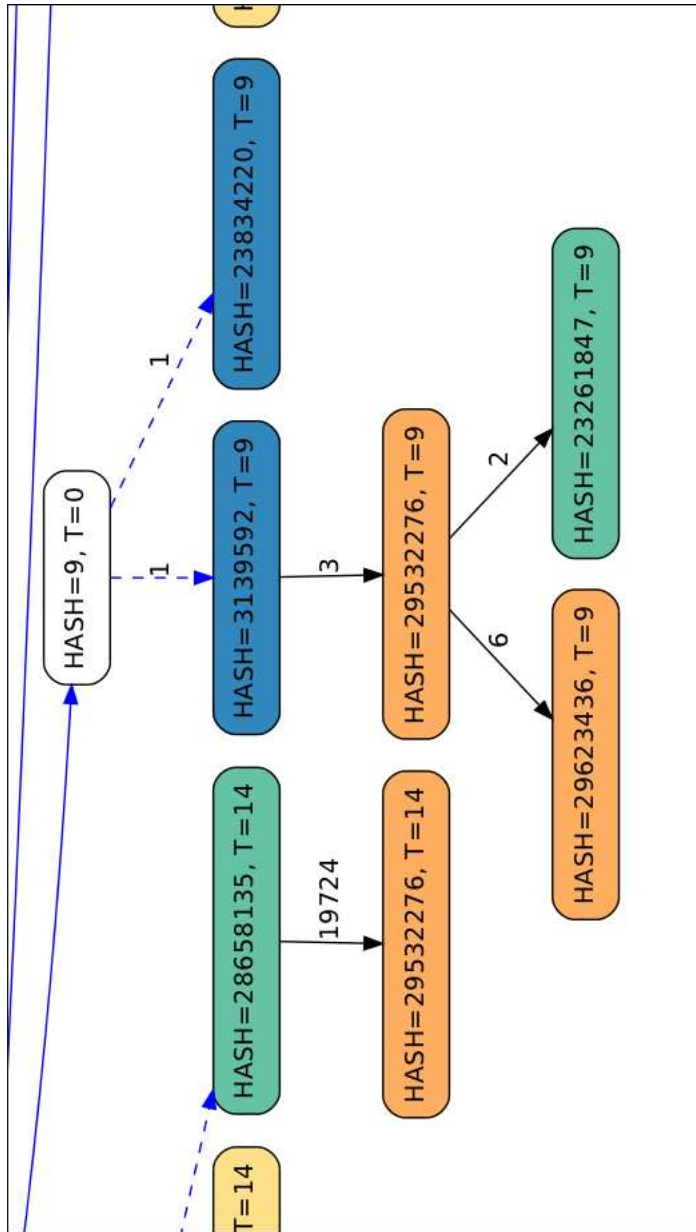 H
HASH=9, T=0
1
1
HASH=23834220, T=9
HASH=3139592, T=9
HASH=28658135, T=14
T=14
3
19724
HASH=29532276, T=9
HASH=29532276, T=14
2
6
HASH=23261847, T=9
HASH=29623436, T=9